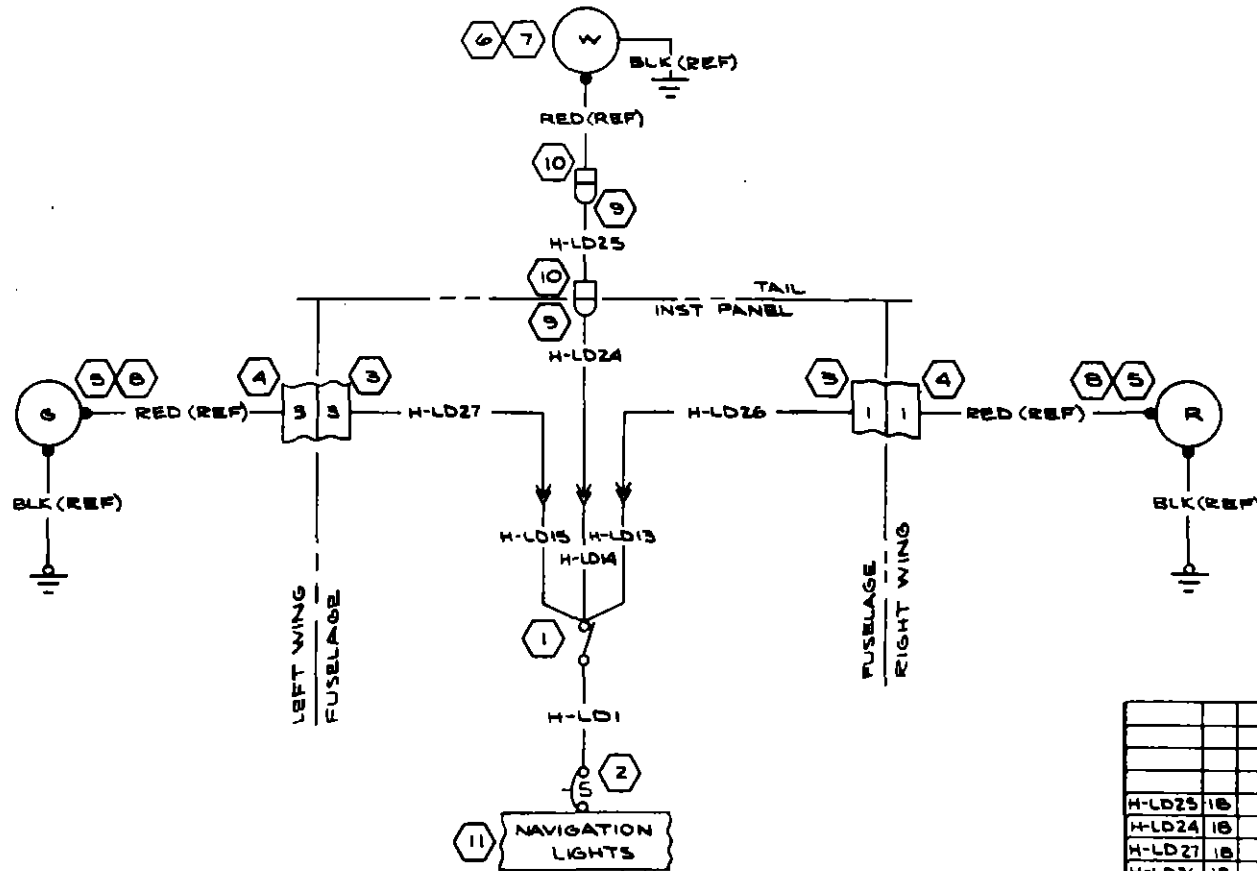 6 7 W
BLK (REF)
RED (REF)
10
9
H-LD25
10
TAIL
INST PANEL
9
H-LD24
5 8
4
3
3
4
8 5
G
RED (REF)
3 3
H-LD27
H-LD26
1 1
RED (REF)
R
BLK (REF)
BLK (REF)
H-LD15
H-LD13
H-LD14
LEFT WING
FUSELAGE
FUSELAGE
RIGHT WING
1
H-LD1
2
5
11
NAVIGATION
LIGHTS
H-LD25 18
H-LD24 18
H-LD27 18